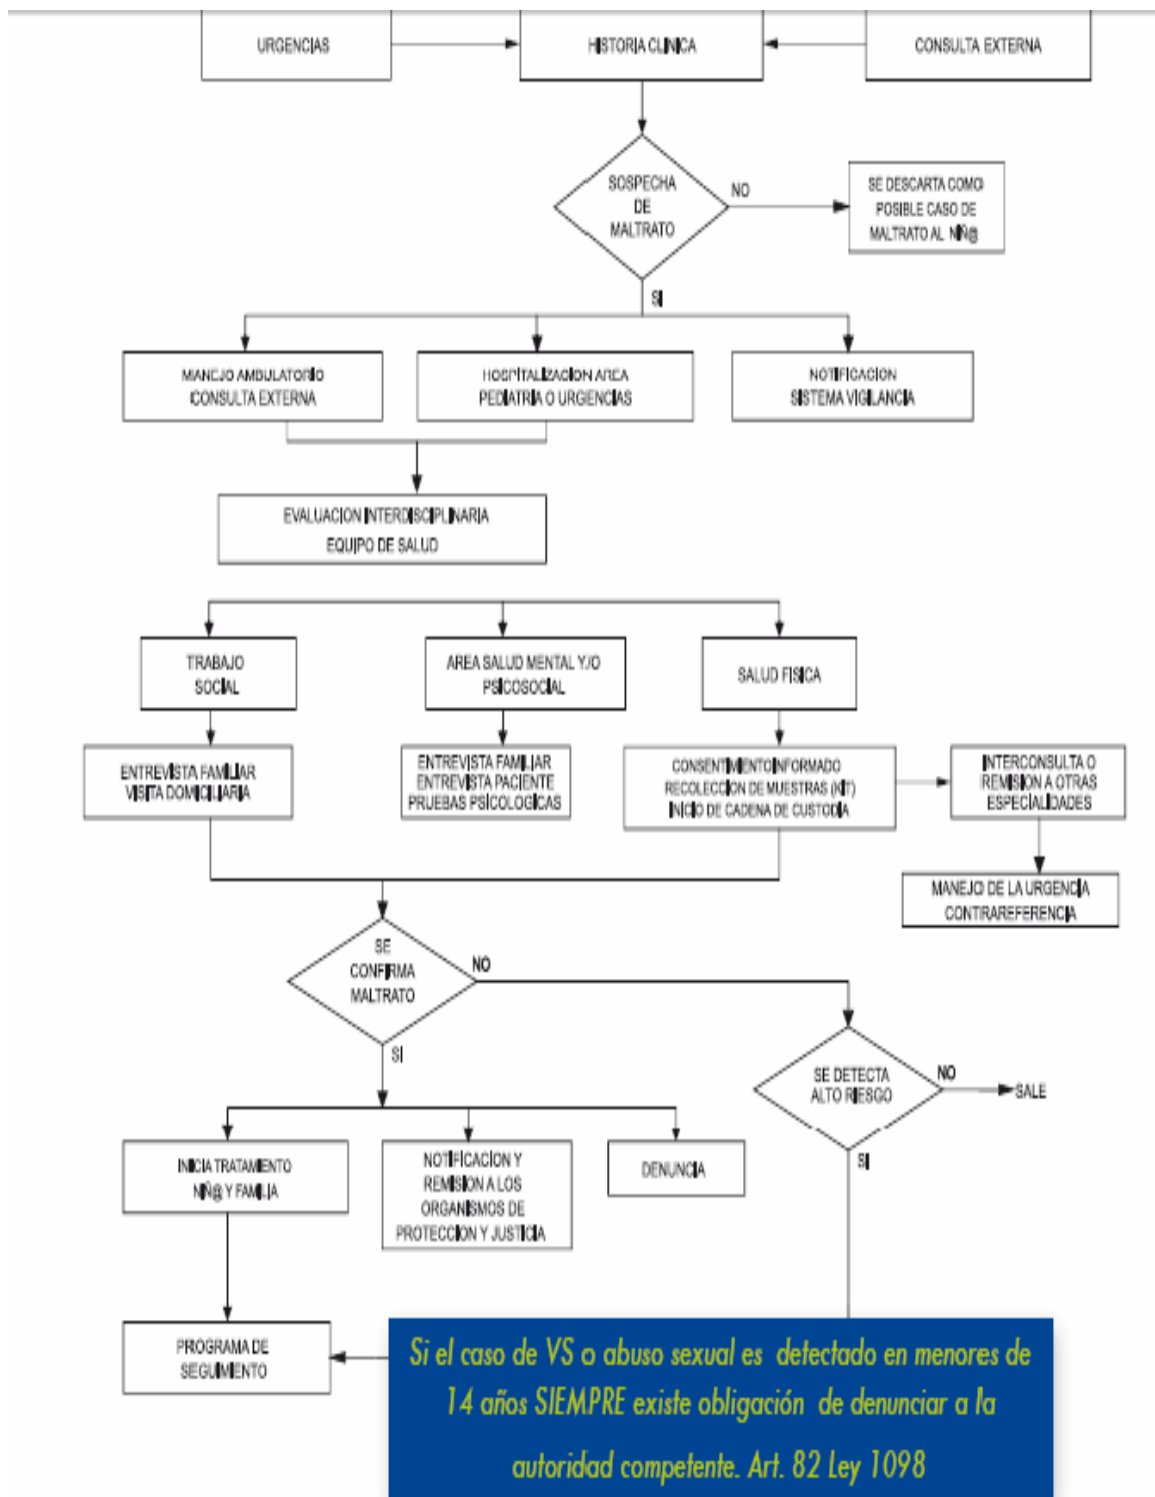 URGENCIAS
HISTORIA CLINICA
CONSULTA EXTERNA
SOSPECHA
DE
MALTRATO
NO
SE DESCARTA COMO
POSIBLE CASO DE
MALTRATO AL NIÑ@
SI
MANEJO AMBULATORIO
CONSULTA EXTERNA
HOSPITALIZACION AREA
PEDIATRIA O URGENCIAS
NOTIFICACION
SISTEMA VIGILANCIA
EVALUACION INTERDISCIPLINARIA
EQUIPO DE SALUD
TRABAJO
SOCIAL
AREA SALUD MENTAL Y/O
PSICOSOCIAL
SALUD FISICA
ENTREVISTA FAMILIAR
VISITA DOMICILIARIA
ENTREVISTA FAMILIAR
ENTREVISTA PACIENTE
PRUEBAS PSICOLOGICAS
CONSENTIMIENTO INFORMADO
RECOLECCION DE MUESTRAS (KIT)
INICIO DE CADENA DE CUSTODIA
INTERCONSULTA O
REMISION A OTRAS
ESPECIALIDADES
MANEJO DE LA URGENCIA
CONTRAREFERENCIA
SE
CONFIRMA
MALTRATO
NO
SI
SE DETECTA
ALTO RIESGO
NO
SALE
SI
INICIA TRATAMIENTO
NIÑ@ Y FAMILIA
NOTIFICACION Y
REMISION A LOS
ORGANISMOS DE
PROTECCION Y JUSTICIA
DENUNCIA
PROGRAMA DE
SEGUIMIENTO
Si el caso de VS o abuso sexual es detectado en menores de
14 años SIEMPRE existe obligación de denunciar a la
autoridad competente. Art. 82 Ley 1098